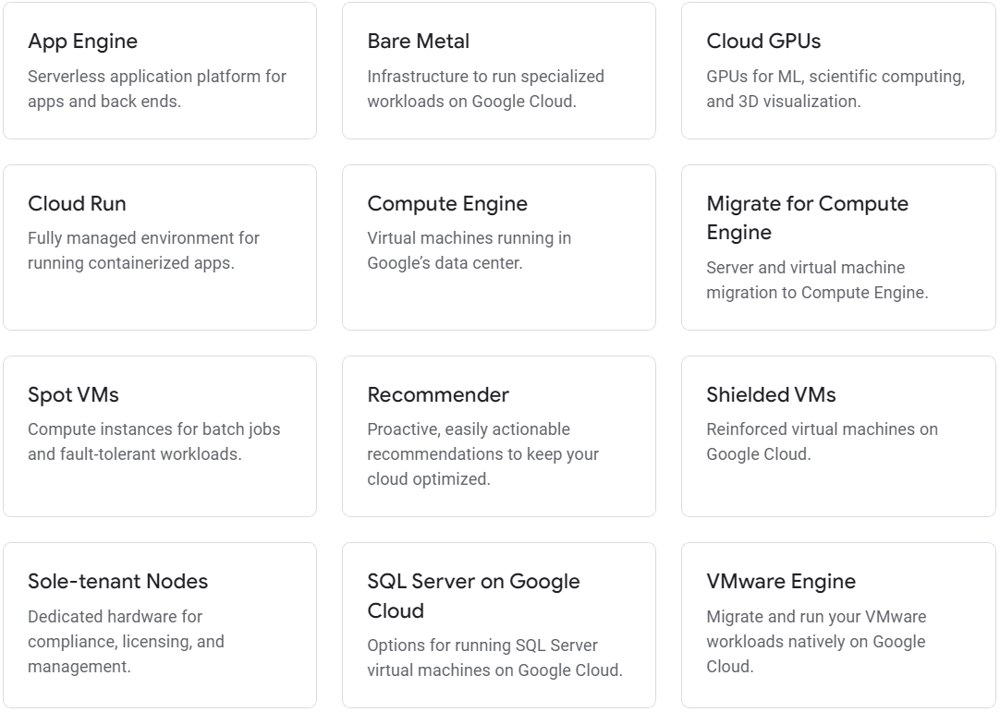 App Engine
Serverless application platform for
apps and back ends.
Bare Metal
Infrastructure to run specialized
workloads on Google Cloud.
Cloud GPUs
GPUs for ML, scientific computing,
and 3D visualization.
Cloud Run
Fully managed environment for
running containerized apps.
Compute Engine
Virtual machines running in
Google’s data center.
Migrate for Compute
Engine
Server and virtual machine
migration to Compute Engine.
Spot VMs
Compute instances for batch jobs
and fault-tolerant workloads.
Recommender
Proactive, easily actionable
recommendations to keep your
cloud optimized.
Shielded VMs
Reinforced virtual machines on
Google Cloud.
Sole-tenant Nodes
Dedicated hardware for
compliance, licensing, and
management.
SQL Server on Google
Cloud
Options for running SQL Server
virtual machines on Google Cloud.
VMware Engine
Migrate and run your VMware
workloads natively on Google
Cloud.